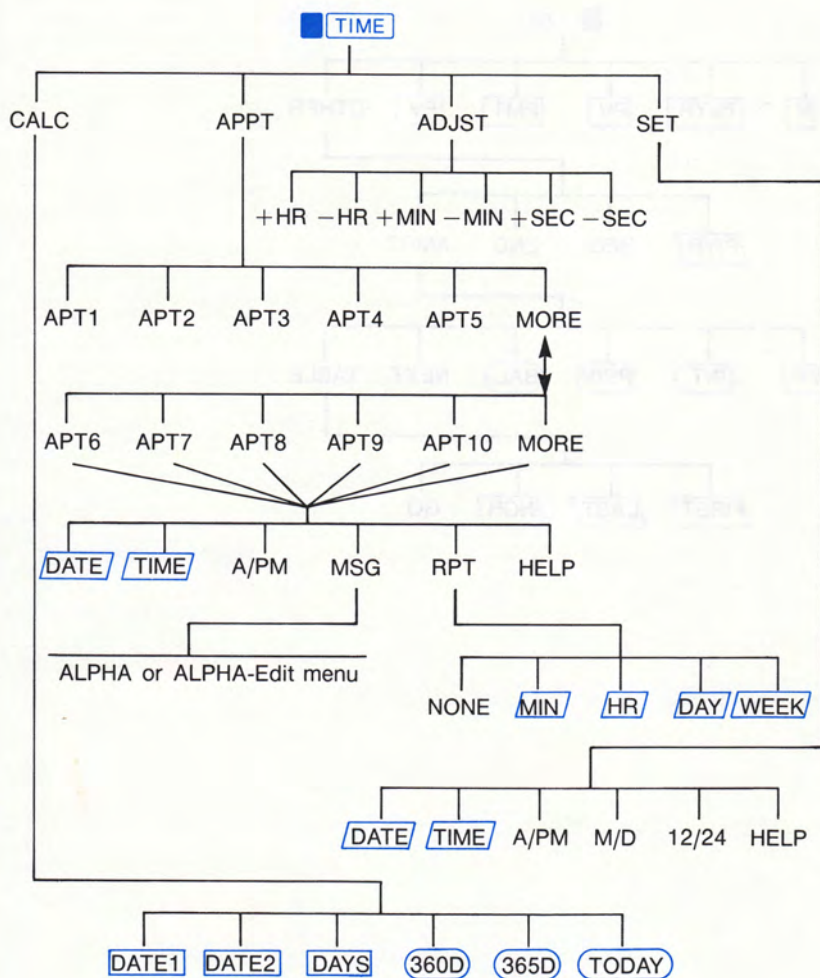 TIME
CALC APPT ADJST SET
+HR −HR +MIN −MIN +SEC −SEC
APT1 APT2 APT3 APT4 APT5 MORE
APT6 APT7 APT8 APT9 APT10 MORE
DATE TIME A/PM MSG RPT HELP
ALPHA or ALPHA-Edit menu
NONE MIN HR DAY WEEK
DATE TIME A/PM M/D 12/24 HELP
DATE1 DATE2 DAYS 360D 365D TODAY